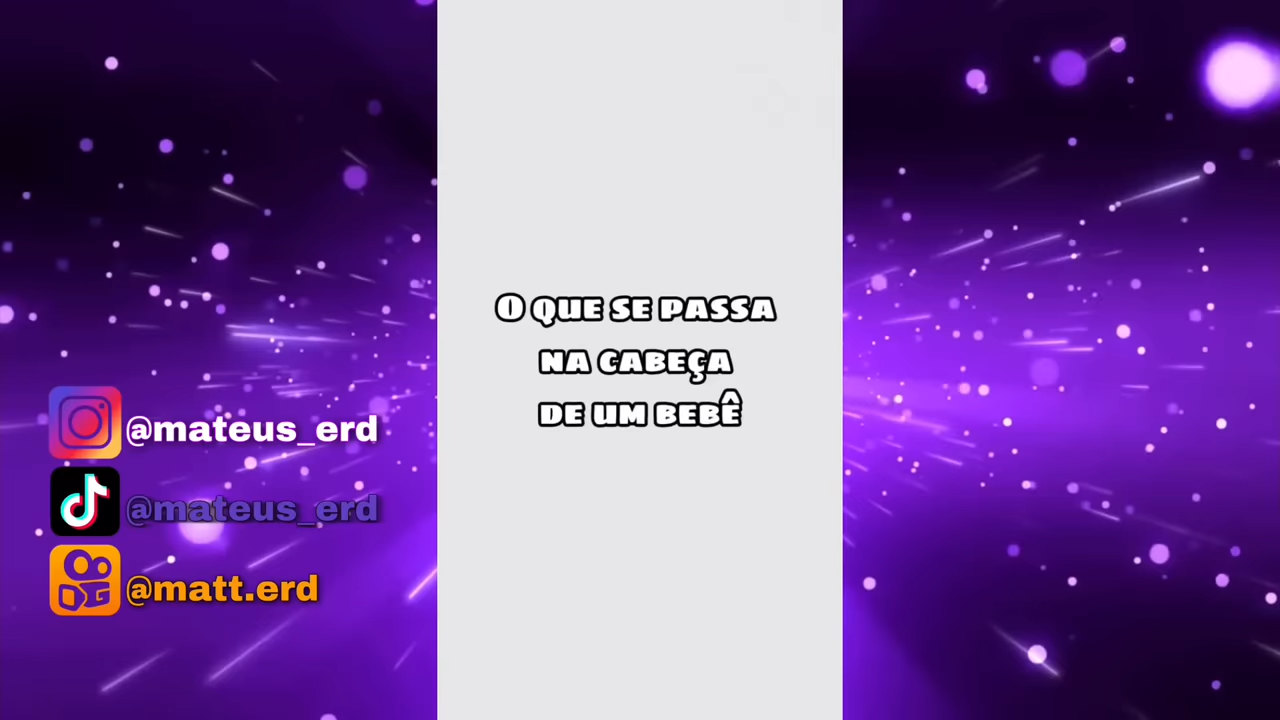 O QUE SE PASSA
NA CABEÇA
DE UM BEBÊ
@mateus_erd
@mateus_erd
@matt.erd